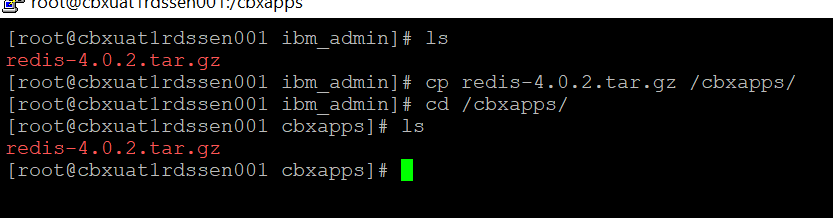 root@cbxuat1rdssen001:/cbxapps
[root@cbxuat1rdssen001 ibm_admin]# ls
redis-4.0.2.tar.gz
[root@cbxuat1rdssen001 ibm_admin]# cp redis-4.0.2.tar.gz /cbxapps/
[root@cbxuat1rdssen001 ibm_admin]# cd /cbxapps/
[root@cbxuat1rdssen001 cbxapps]# ls
redis-4.0.2.tar.gz
[root@cbxuat1rdssen001 cbxapps]#